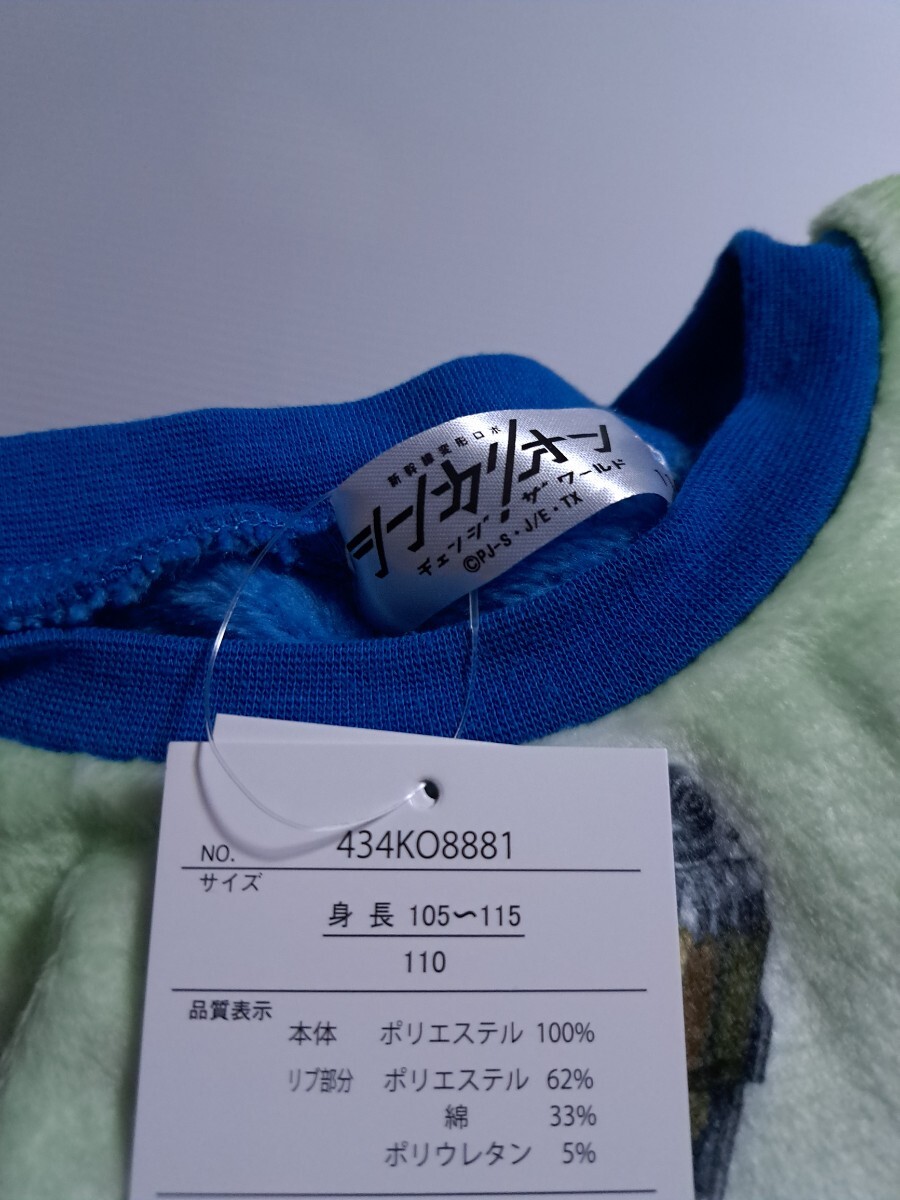 新幹線変形ロボ
シンカリオン
チェンジ ザ ワールド
©PJ-S・J/E・TX
NO. 434KO8881
サイズ
身長 105〜115
110
品質表示
本体 ポリエステル 100%
リブ部分 ポリエステル 62%
綿 33%
ポリウレタン 5%